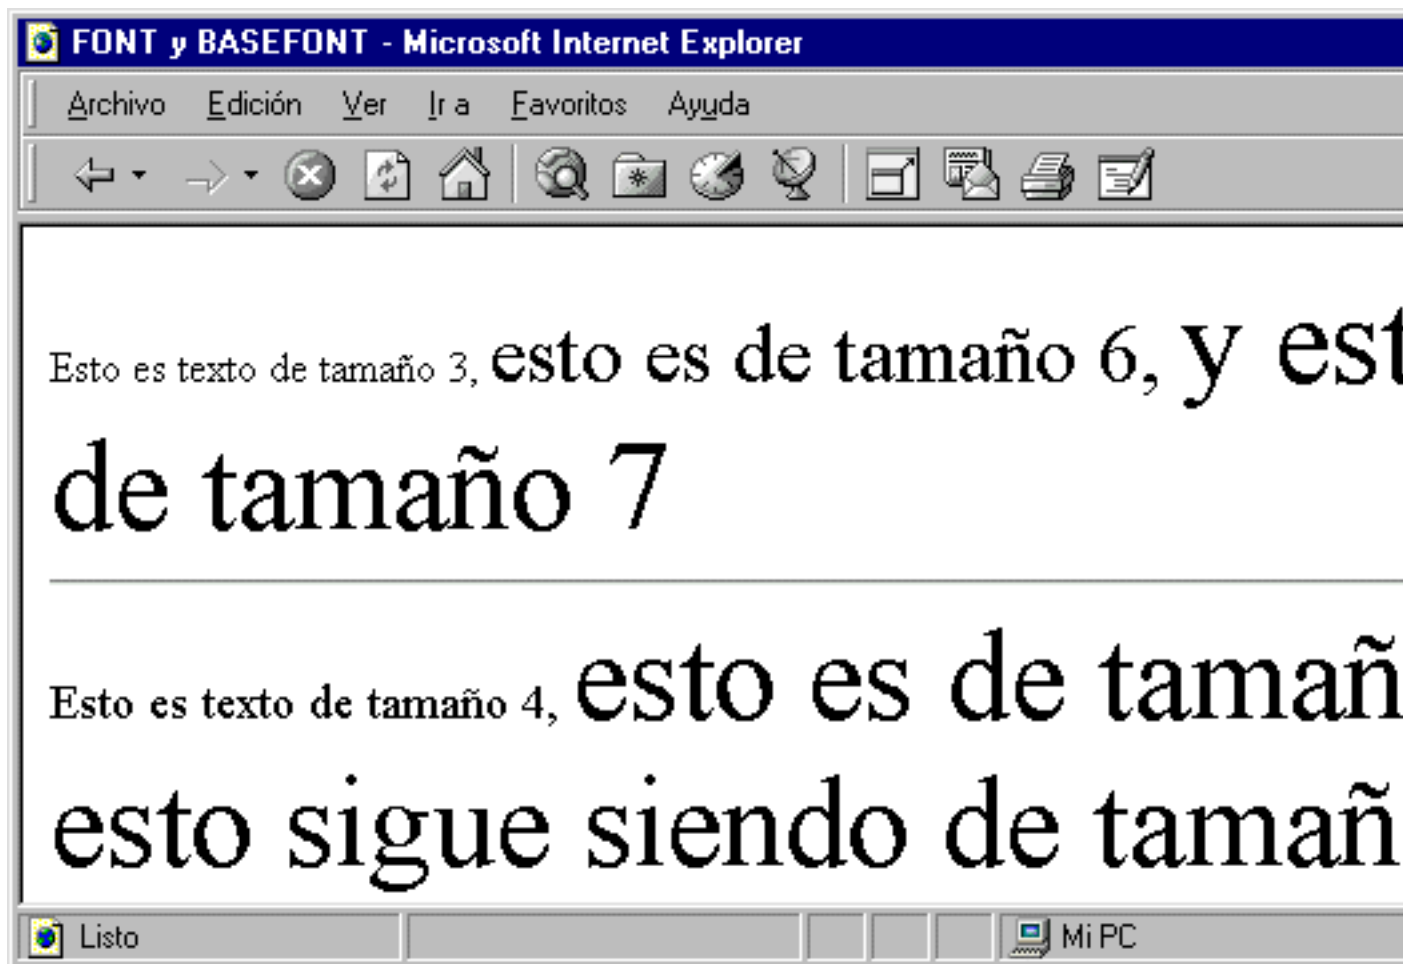 FONT y BASEFONT - Microsoft Internet Explorer
Archivo Edición Ver Ir a Favoritos Ayuda
Esto es texto de tamaño 3, esto es de tamaño 6, y est
de tamaño 7
Esto es texto de tamaño 4, esto es de tamañ
esto sigue siendo de tamañ
Listo Mi PC